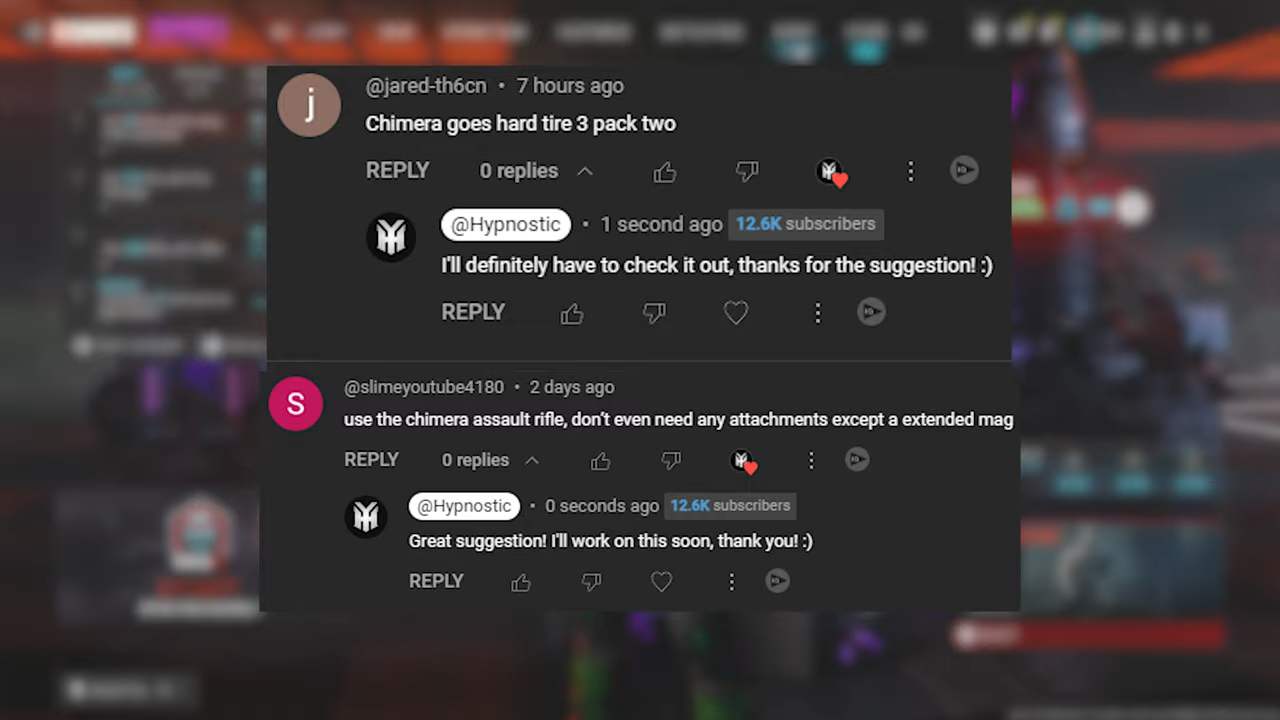 j
@jared-th6cn • 7 hours ago
Chimera goes hard tire 3 pack two
REPLY 0 replies
@Hypnostic • 1 second ago 12.6K subscribers
I'll definitely have to check it out, thanks for the suggestion! :)
REPLY
S
@slimeyoutube4180 • 2 days ago
use the chimera assault rifle, don't even need any attachments except a extended mag
REPLY 0 replies
@Hypnostic • 0 seconds ago 12.6K subscribers
Great suggestion! I'll work on this soon, thank you! :)
REPLY